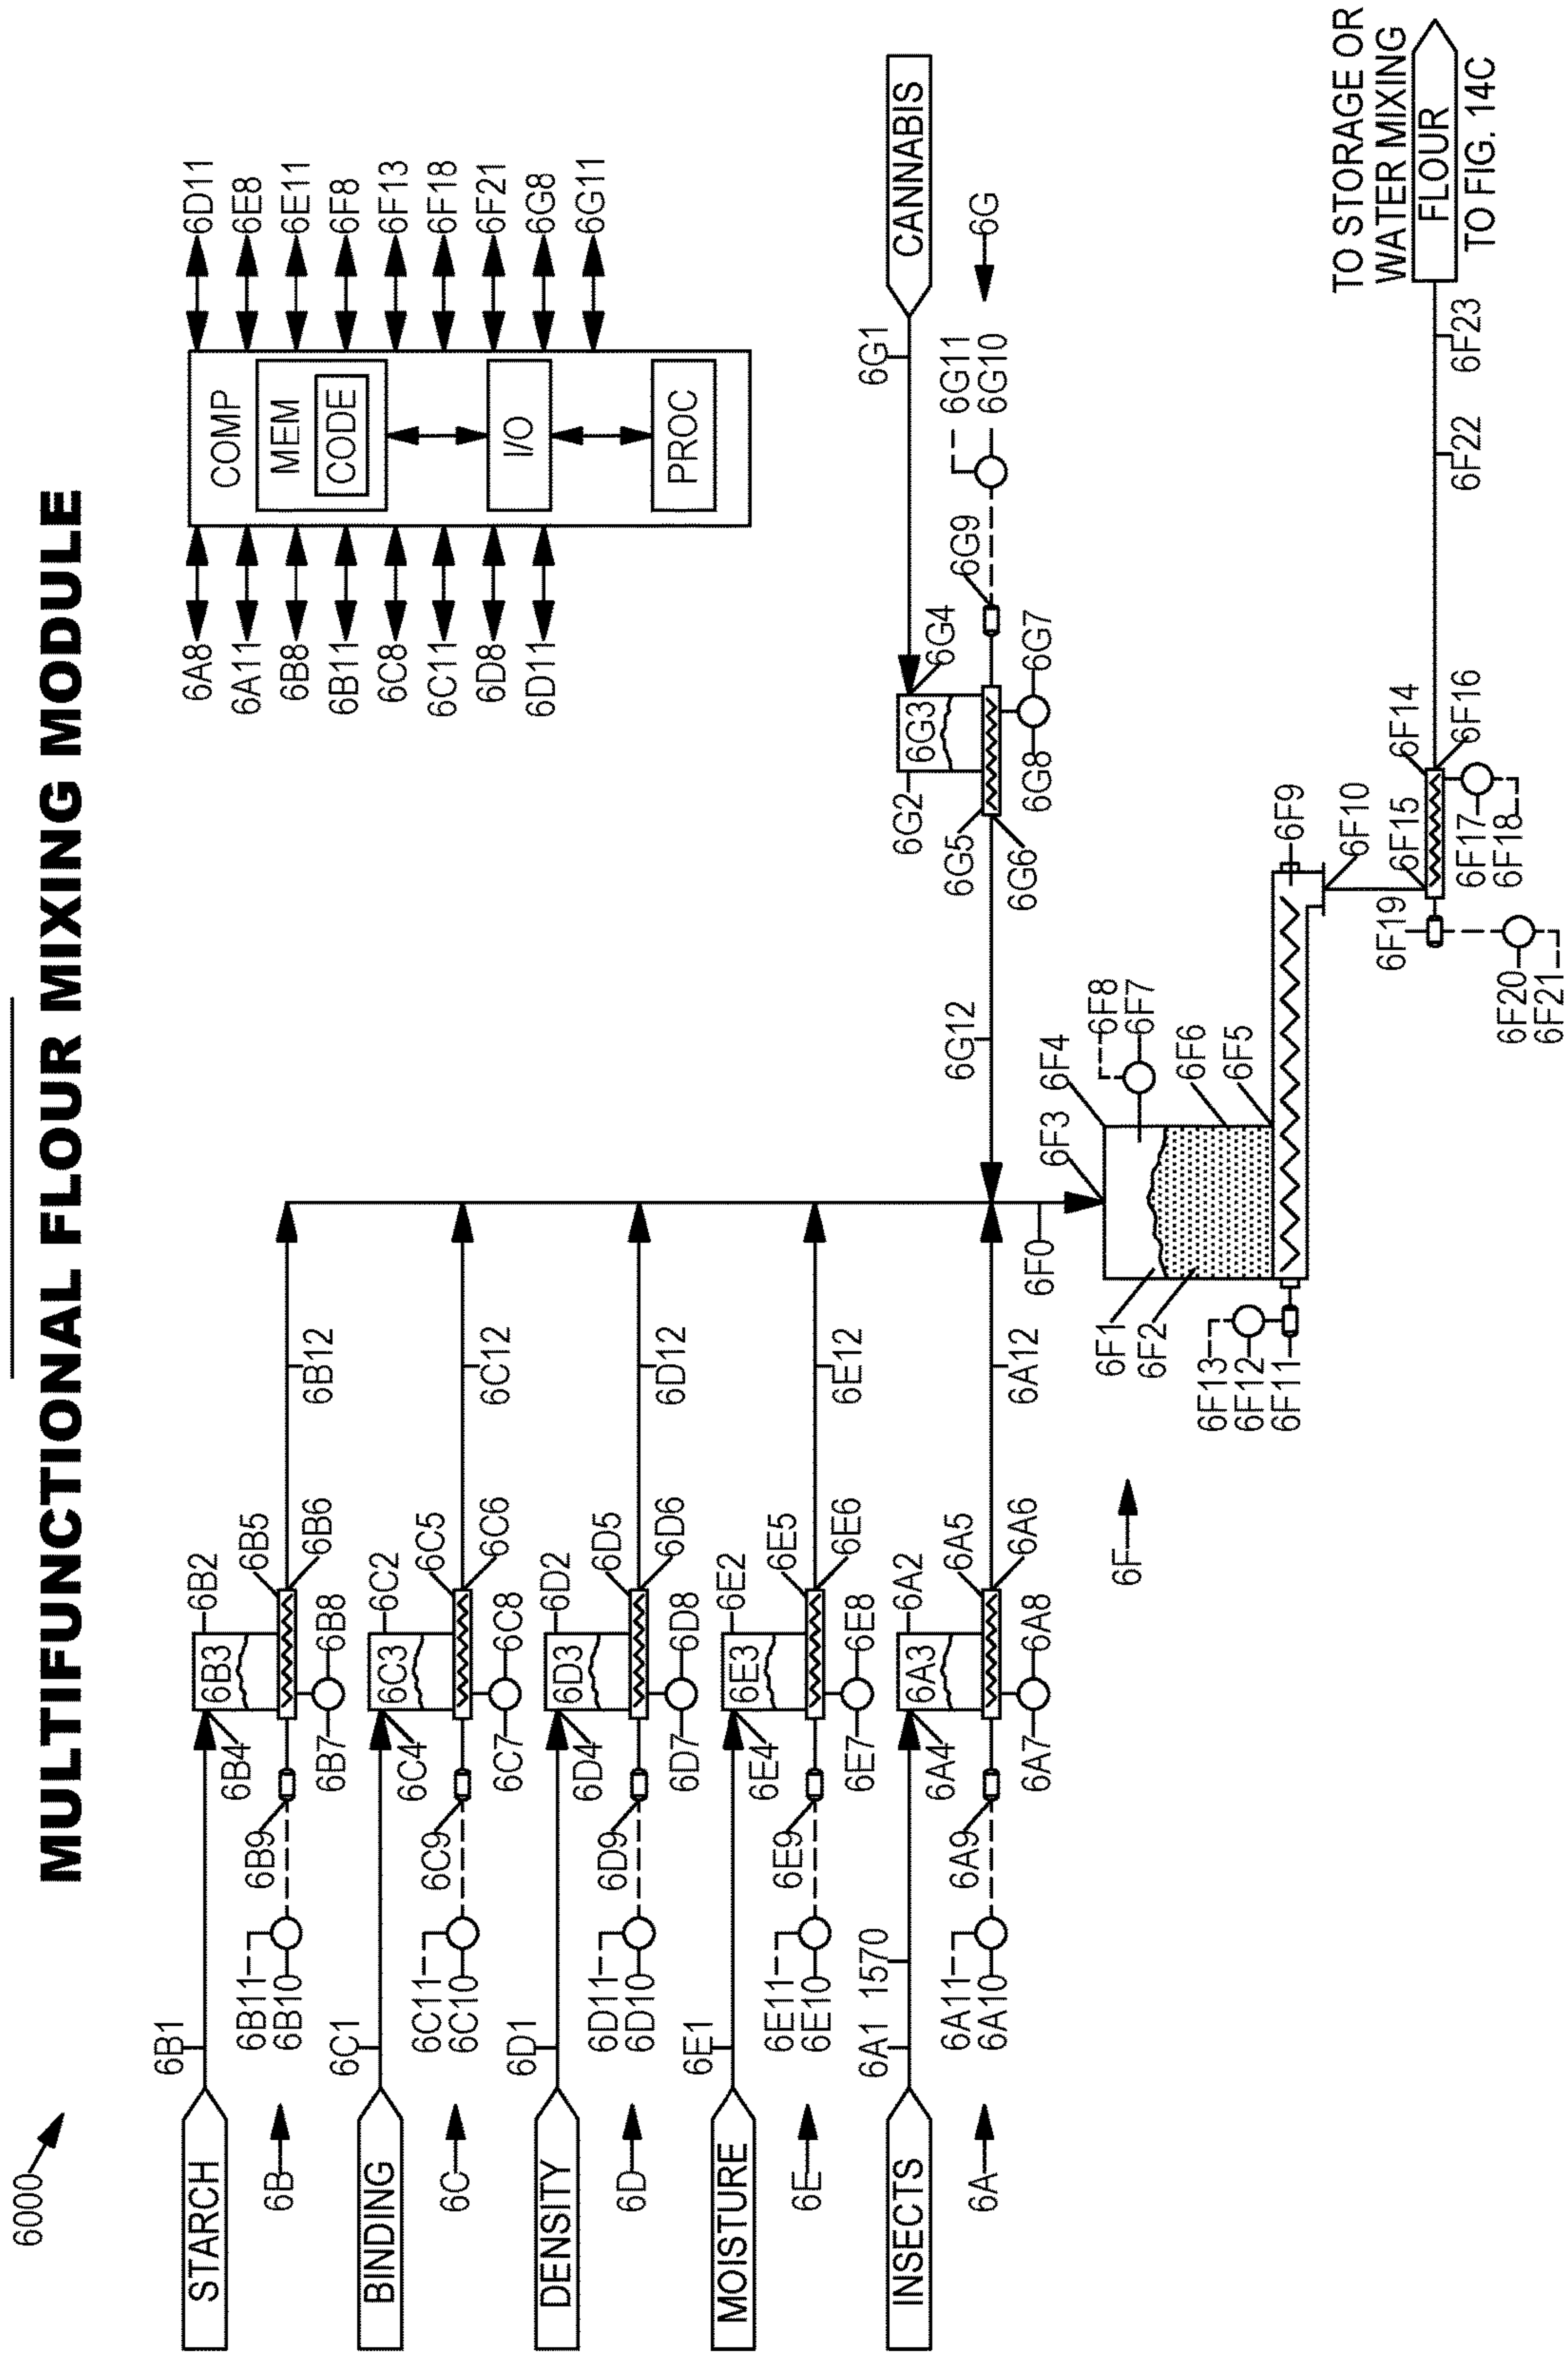 6000
MULTIFUNCTIONAL FLOUR MIXING MODULE
STARCH
6B1
6B2
6B3
6B4
6B5
6B6
6B7
6B8
6B9
6B10
6B11
6B12
6B
BINDING
6C1
6C2
6C3
6C4
6C5
6C6
6C7
6C8
6C9
6C10
6C11
6C12
6C
DENSITY
6D1
6D2
6D3
6D4
6D5
6D6
6D7
6D8
6D9
6D10
6D11
6D12
6D
MOISTURE
6E1
6E2
6E3
6E4
6E5
6E6
6E7
6E8
6E9
6E10
6E11
6E12
6E
INSECTS
6A1 1570
6A2
6A3
6A4
6A5
6A6
6A7
6A8
6A9
6A10
6A11
6A12
6A
6A8
6A11
6B8
6B11
6C8
6C11
6D8
6D11
COMP
MEM
CODE
I/O
PROC
6D11
6E8
6E11
6F8
6F13
6F18
6F21
6G8
6G11
CANNABIS
6G1
6G2
6G3
6G4
6G5
6G6
6G7
6G8
6G9
6G10
6G11
6G12
6G
6F
6F0
6F1
6F2
6F3
6F4
6F5
6F6
6F7
6F8
6F9
6F10
6F11
6F12
6F13
6F14
6F15
6F16
6F17
6F18
6F19
6F20
6F21
6F22
6F23
TO STORAGE OR
WATER MIXING
FLOUR
TO FIG. 14C